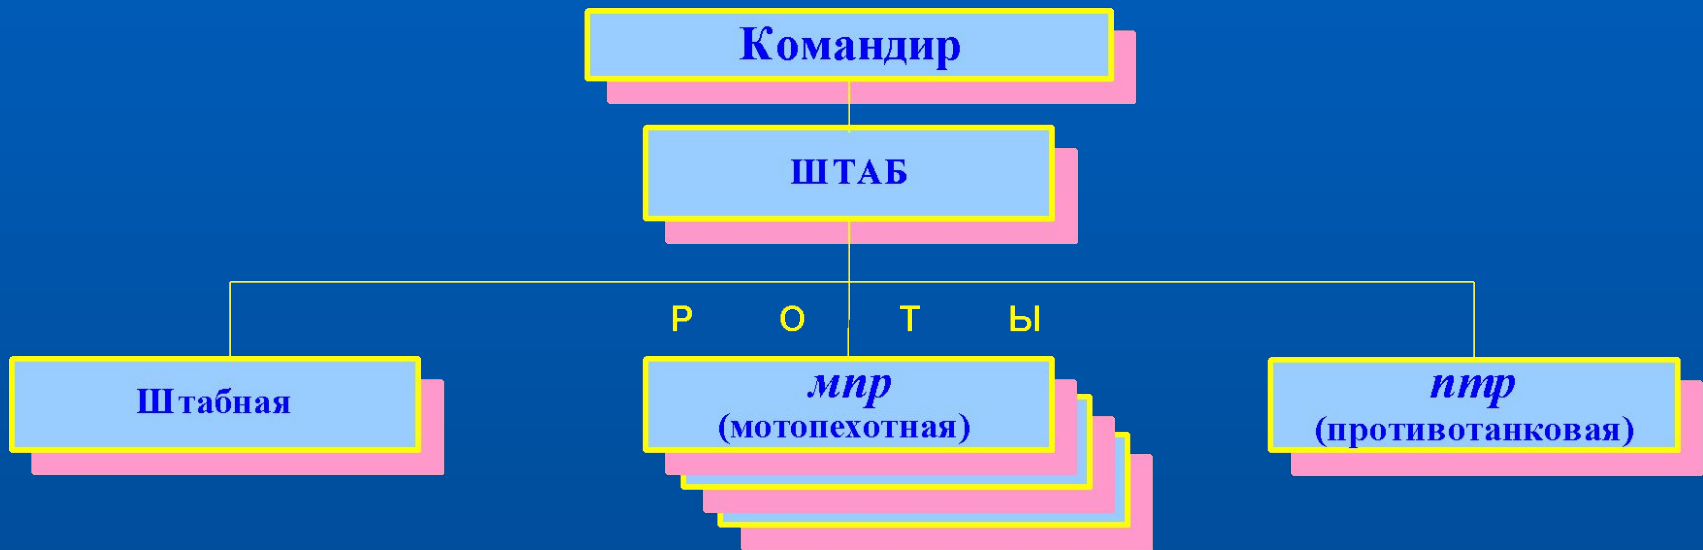 Командир
ШТАБ
Р О Т Ы
Штабная
мпр
(мотопехотная)
птр
(противотанковая)